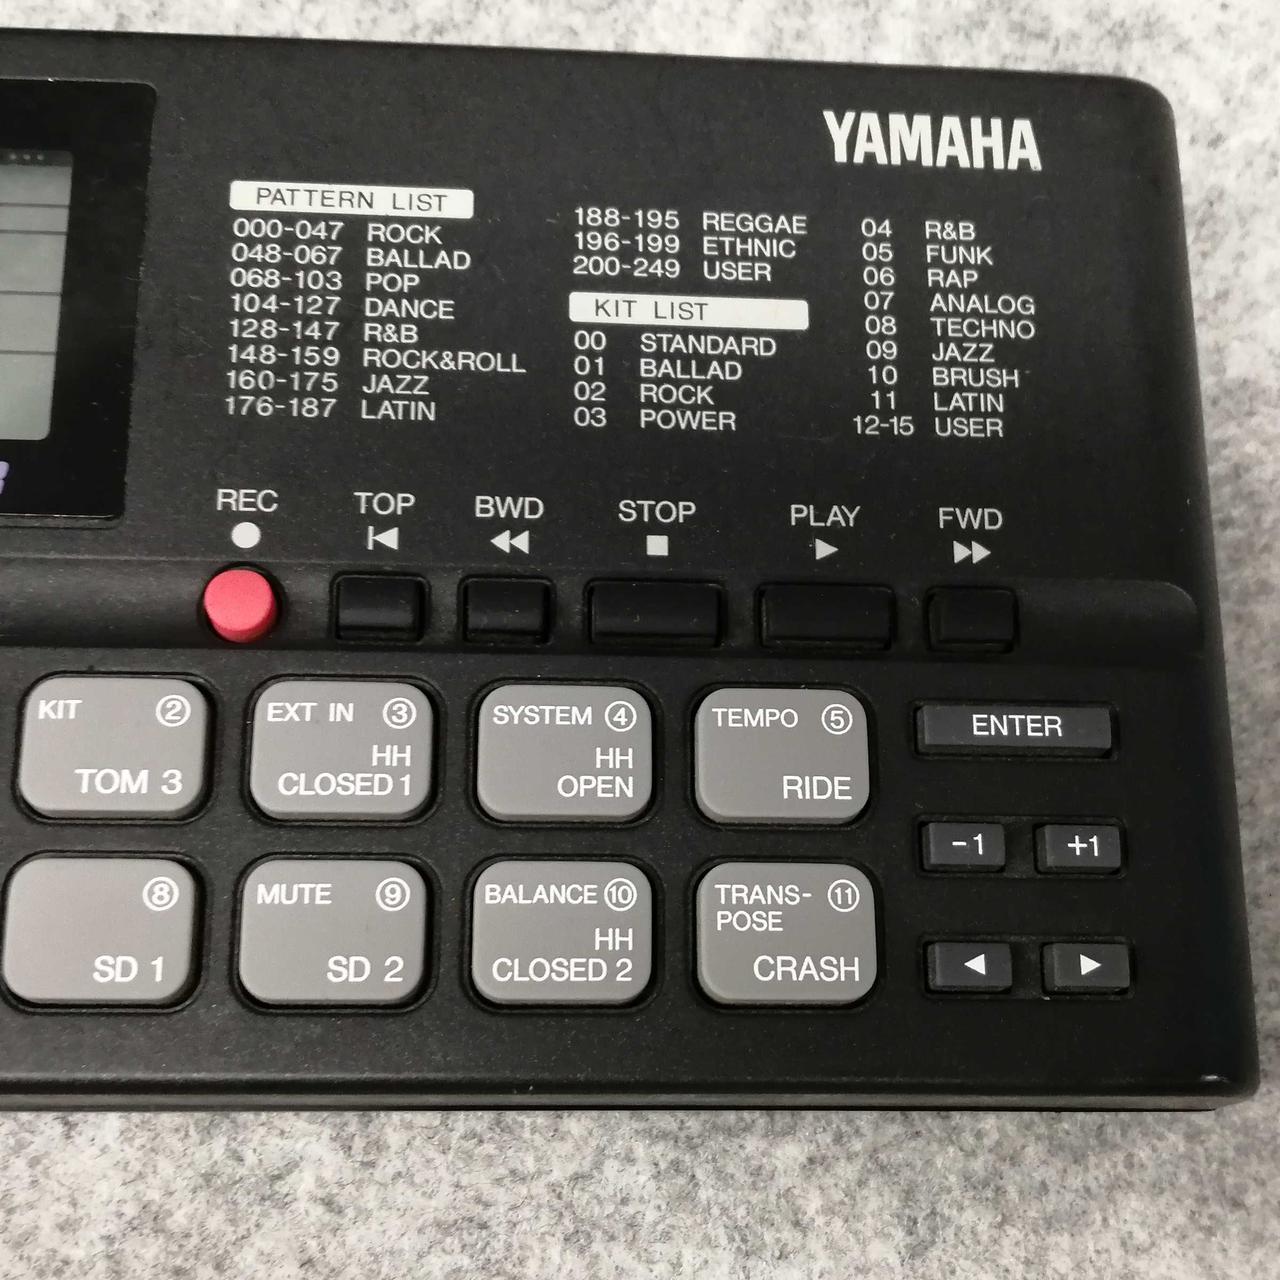 YAMAHA
PATTERN LIST
000-047 ROCK
048-067 BALLAD
068-103 POP
104-127 DANCE
128-147 R&B
148-159 ROCK&ROLL
160-175 JAZZ
176-187 LATIN
188-195 REGGAE
196-199 ETHNIC
200-249 USER
KIT LIST
00 STANDARD
01 BALLAD
02 ROCK
03 POWER
04 R&B
05 FUNK
06 RAP
07 ANALOG
08 TECHNO
09 JAZZ
10 BRUSH
11 LATIN
12-15 USER
REC TOP BWD STOP PLAY FWD
KIT ②
TOM 3
EXT IN ③
HH
CLOSED 1
SYSTEM ④
HH
OPEN
TEMPO ⑤
RIDE
ENTER
-1 +1
⑧
SD 1
MUTE ⑨
SD 2
BALANCE ⑩
HH
CLOSED 2
TRANS- ⑪
POSE
CRASH